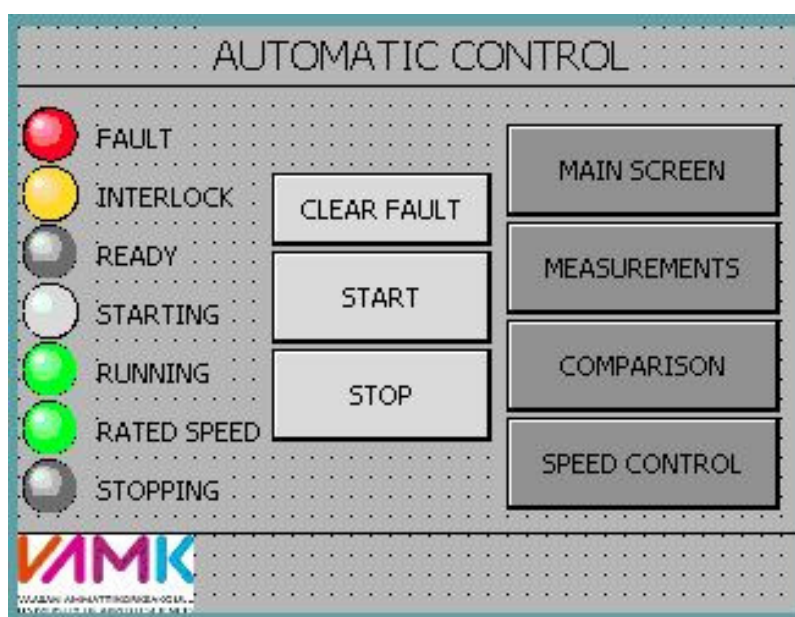 AUTOMATIC CONTROL
FAULT
INTERLOCK
READY
STARTING
RUNNING
RATED SPEED
STOPPING
CLEAR FAULT
START
STOP
MAIN SCREEN
MEASUREMENTS
COMPARISON
SPEED CONTROL
VAMK